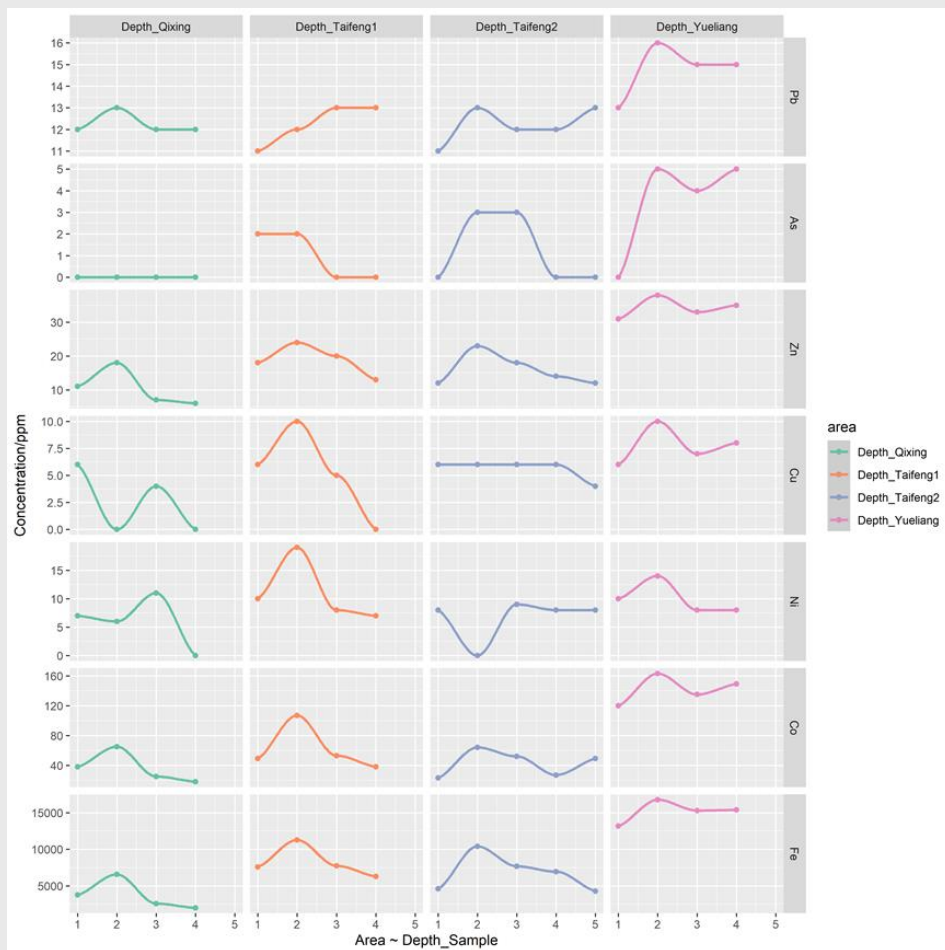 Depth_Qixing Depth_Taifeng1 Depth_Taifeng2 Depth_Yueliang
16
15
14
13
12
11
Pb
5
4
3
2
1
0
As
30
20
10
Zn
10.0
7.5
5.0
2.5
0.0
Cu
15
10
5
0
Ni
160
120
80
40
Co
15000
10000
5000
Fe
1 2 3 4 5 1 2 3 4 5 1 2 3 4 5 1 2 3 4 5
Area ~ Depth_Sample
Concentration/ppm
area
Depth_Qixing
Depth_Taifeng1
Depth_Taifeng2
Depth_Yueliang